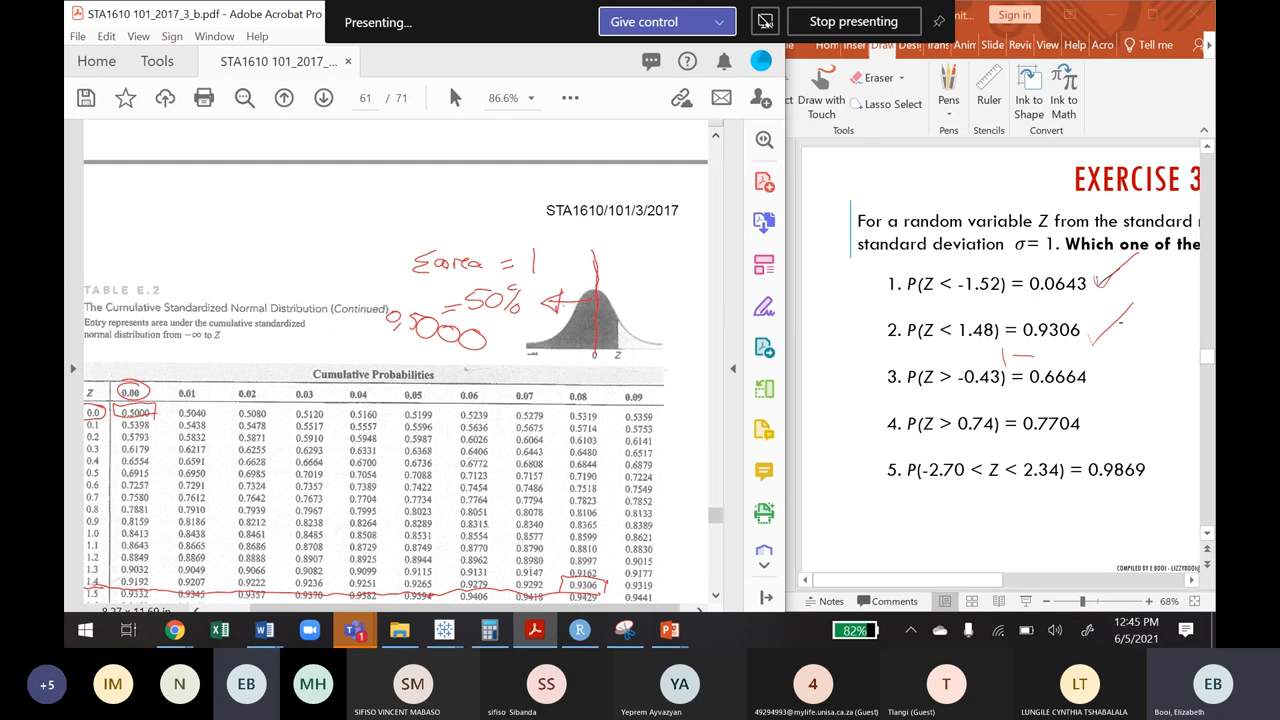 STA1610 101_2017_3_b.pdf - Adobe Acrobat Pro
Presenting...
Give control
Stop presenting
Sign in
File Edit View Sign Window Help
Home Tools STA1610 101_2017_... ×
61 / 71
86.6%
Draw with Touch
Eraser
Lasso Select
Tools
Pens
Pens
Ruler
Stencils
Ink to Shape
Ink to Math
Convert
Tell me
STA1610/101/3/2017
Σarea = 1
= 50%
0,5000
TABLE E.2
The Cumulative Standardized Normal Distribution (Continued)
Entry represents area under the cumulative standardized
normal distribution from −∞ to Z
−∞ 0 Z
Cumulative Probabilities
Z 0.00 0.01 0.02 0.03 0.04 0.05 0.06 0.07 0.08 0.09
0.0 0.5000 0.5040 0.5080 0.5120 0.5160 0.5199 0.5239 0.5279 0.5319 0.5359
0.1 0.5398 0.5438 0.5478 0.5517 0.5557 0.5596 0.5636 0.5675 0.5714 0.5753
0.2 0.5793 0.5832 0.5871 0.5910 0.5948 0.5987 0.6026 0.6064 0.6103 0.6141
0.3 0.6179 0.6217 0.6255 0.6293 0.6331 0.6368 0.6406 0.6443 0.6480 0.6517
0.4 0.6554 0.6591 0.6628 0.6664 0.6700 0.6736 0.6772 0.6808 0.6844 0.6879
0.5 0.6915 0.6950 0.6985 0.7019 0.7054 0.7088 0.7123 0.7157 0.7190 0.7224
0.6 0.7257 0.7291 0.7324 0.7357 0.7389 0.7422 0.7454 0.7486 0.7518 0.7549
0.7 0.7580 0.7612 0.7642 0.7673 0.7704 0.7734 0.7764 0.7794 0.7823 0.7852
0.8 0.7881 0.7910 0.7939 0.7967 0.7995 0.8023 0.8051 0.8078 0.8106 0.8133
0.9 0.8159 0.8186 0.8212 0.8238 0.8264 0.8289 0.8315 0.8340 0.8365 0.8389
1.0 0.8413 0.8438 0.8461 0.8485 0.8508 0.8531 0.8554 0.8577 0.8599 0.8621
1.1 0.8643 0.8665 0.8686 0.8708 0.8729 0.8749 0.8770 0.8790 0.8810 0.8830
1.2 0.8849 0.8869 0.8888 0.8907 0.8925 0.8944 0.8962 0.8980 0.8997 0.9015
1.3 0.9032 0.9049 0.9066 0.9082 0.9099 0.9115 0.9131 0.9147 0.9162 0.9177
1.4 0.9192 0.9207 0.9222 0.9236 0.9251 0.9265 0.9279 0.9292 0.9306 0.9319
1.5 0.9332 0.9345 0.9357 0.9370 0.9382 0.9394 0.9406 0.9418 0.9429 0.9441
8.27 x 11.69 in
EXERCISE 3
For a random variable Z from the standard
standard deviation σ= 1. Which one of the
1. P(Z < -1.52) = 0.0643 ✓
2. P(Z < 1.48) = 0.9306 ✓
1 −
3. P(Z > -0.43) = 0.6664
4. P(Z > 0.74) = 0.7704
5. P(-2.70 < Z < 2.34) = 0.9869
COMPILED BY E BOOI - LIZZYBOOI@
Notes Comments 68%
82%
12:45 PM
6/5/2021
+5 IM N EB MH SM SS YA 4 T LT EB
SIFISO VINCENT MABASO
sifiso Sibanda
Yeprem Ayvazyan
49294993@mylife.unisa.ca.za (Guest)
Tlangi (Guest)
LUNGILE CYNTHIA TSHABALALA
Booi, Elizabeth